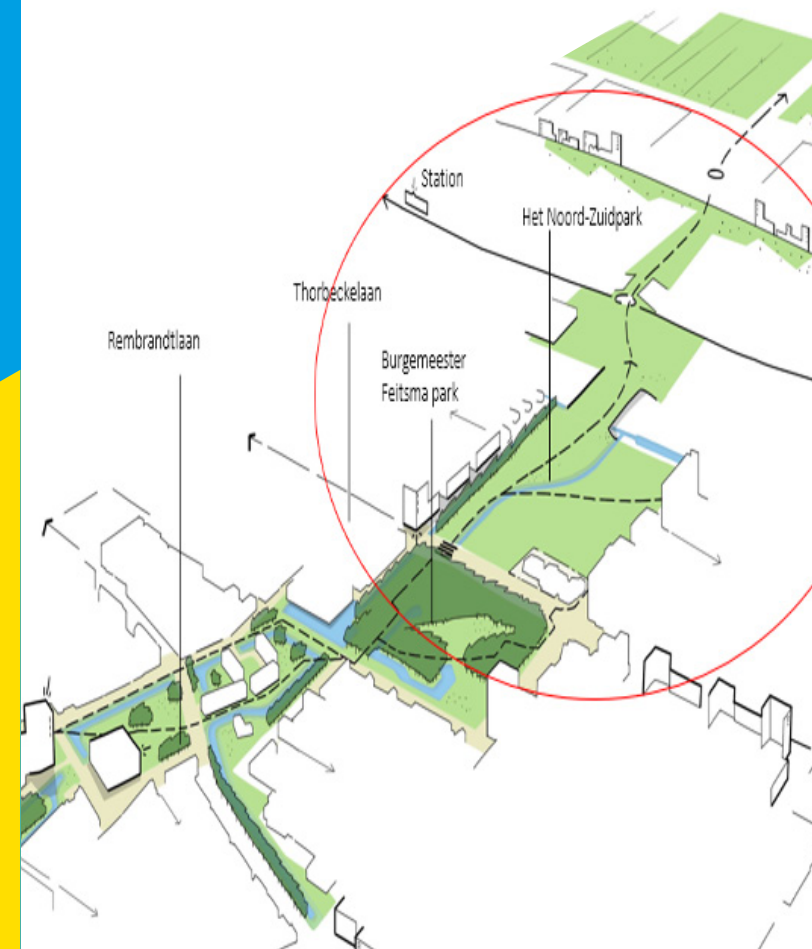 Station
Het Noord-Zuidpark
Thorbeckelaan
Rembrandtlaan
Burgemeester
Feitsma park